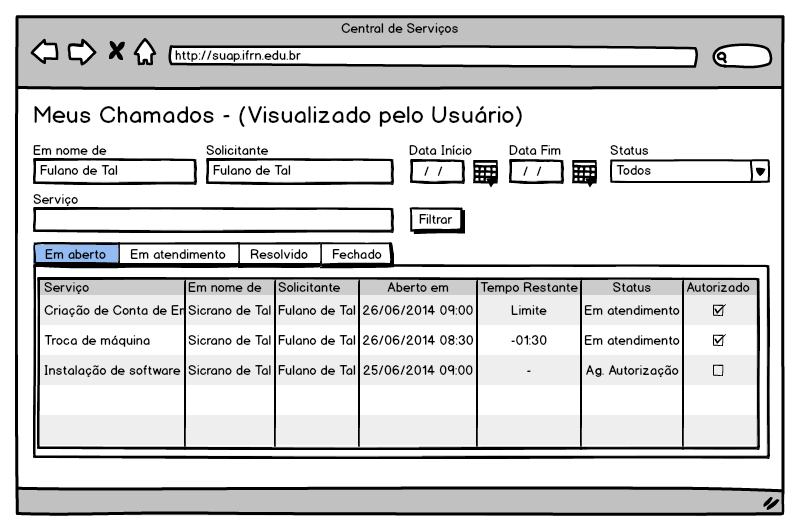 Central de Serviços
http://suap.ifrn.edu.br
Meus Chamados - (Visualizado pelo Usuário)
Em nome de Solicitante Data Início Data Fim Status
Fulano de Tal Fulano de Tal / / / / Todos
Serviço
Filtrar
Em aberto Em atendimento Resolvido Fechado
Serviço Em nome de Solicitante Aberto em Tempo Restante Status Autorizado
Criação de Conta de Er Sicrano de Tal Fulano de Tal 26/06/2014 09:00 Limite Em atendimento
Troca de máquina Sicrano de Tal Fulano de Tal 26/06/2014 08:30 -01:30 Em atendimento
Instalação de software Sicrano de Tal Fulano de Tal 25/06/2014 09:00 - Ag. Autorização